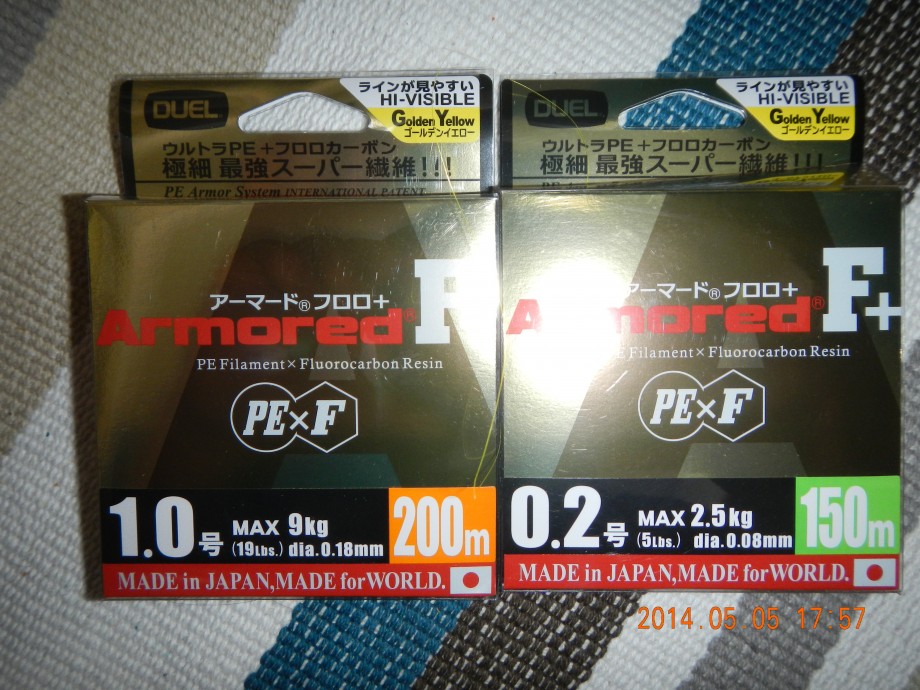 DUEL
ラインが見やすい
HI-VISIBLE
Golden Yellow
ゴールデンイエロー
ウルトラPE+フロロカーボン
極細 最強スーパー繊維!!!
PE Armor System INTERNATIONAL PATENT
アーマード®フロロ+
Armored® F
PE Filament×Fluorocarbon Resin
PE×F
1.0号 MAX 9kg
(19Lbs.) dia.0.18mm
200m
MADE in JAPAN,MADE for WORLD.
DUEL
ラインが見やすい
HI-VISIBLE
Golden Yellow
ゴールデンイエロー
ウルトラPE+フロロカーボン
極細 最強スーパー繊維!!!
アーマード®フロロ+
Armored® F+
PE Filament×Fluorocarbon Resin
PE×F
0.2号 MAX 2.5kg
(5Lbs.) dia.0.08mm
150m
MADE in JAPAN,MADE for WORLD.
2014.05.05 17:57